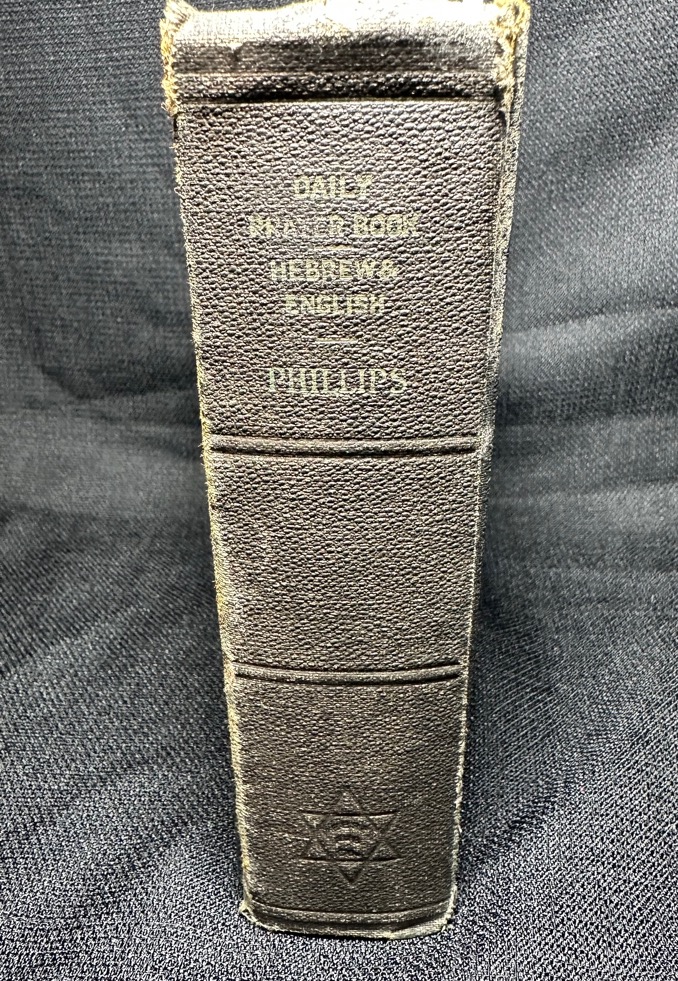 DAILY
PRAYER BOOK
HEBREW &
ENGLISH
PHILLIPS